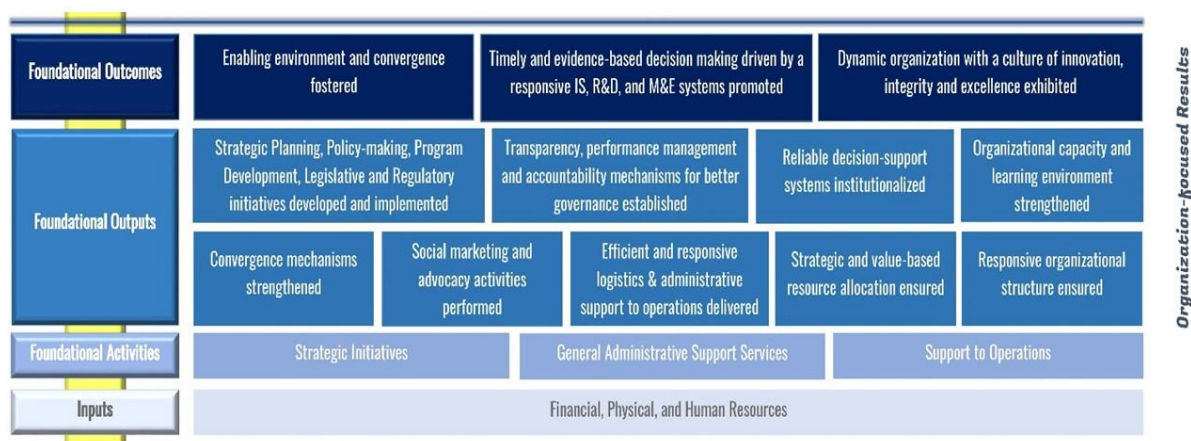 Foundational Outcomes
Enabling environment and convergence
fostered
Timely and evidence-based decision making driven by a
responsive IS, R&D, and M&E systems promoted
Dynamic organization with a culture of innovation,
integrity and excellence exhibited
Foundational Outputs
Strategic Planning, Policy-making, Program
Development, Legislative and Regulatory
initiatives developed and implemented
Transparency, performance management
and accountability mechanisms for better
governance established
Reliable decision-support
systems institutionalized
Organizational capacity and
learning environment
strengthened
Convergence mechanisms
strengthened
Social marketing and
advocacy activities
performed
Efficient and responsive
logistics & administrative
support to operations delivered
Strategic and value-based
resource allocation ensured
Responsive organizational
structure ensured
Foundational Activities
Strategic Initiatives
General Administrative Support Services
Support to Operations
Inputs
Financial, Physical, and Human Resources
Organization-focused Results